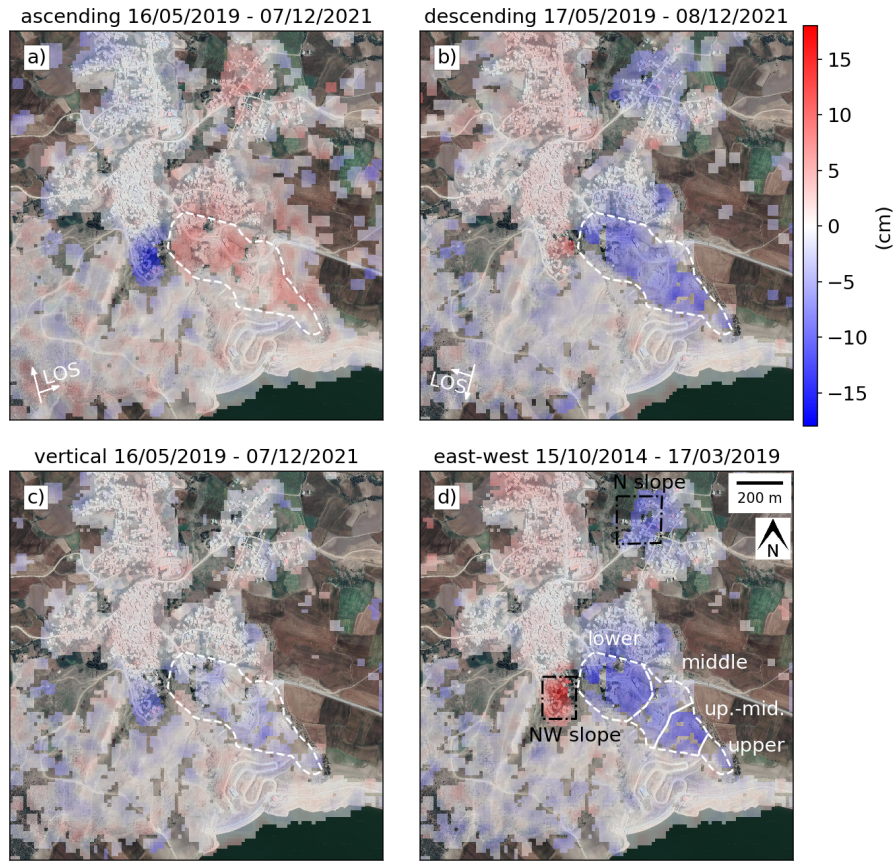 ascending 16/05/2019 - 07/12/2021
descending 17/05/2019 - 08/12/2021
a)
b)
LOS
LOS
15
10
5
0
−5
−10
−15
(cm)
vertical 16/05/2019 - 07/12/2021
east-west 15/10/2014 - 17/03/2019
c)
d)
N slope
200 m
N
lower
middle
up.-mid.
upper
NW slope